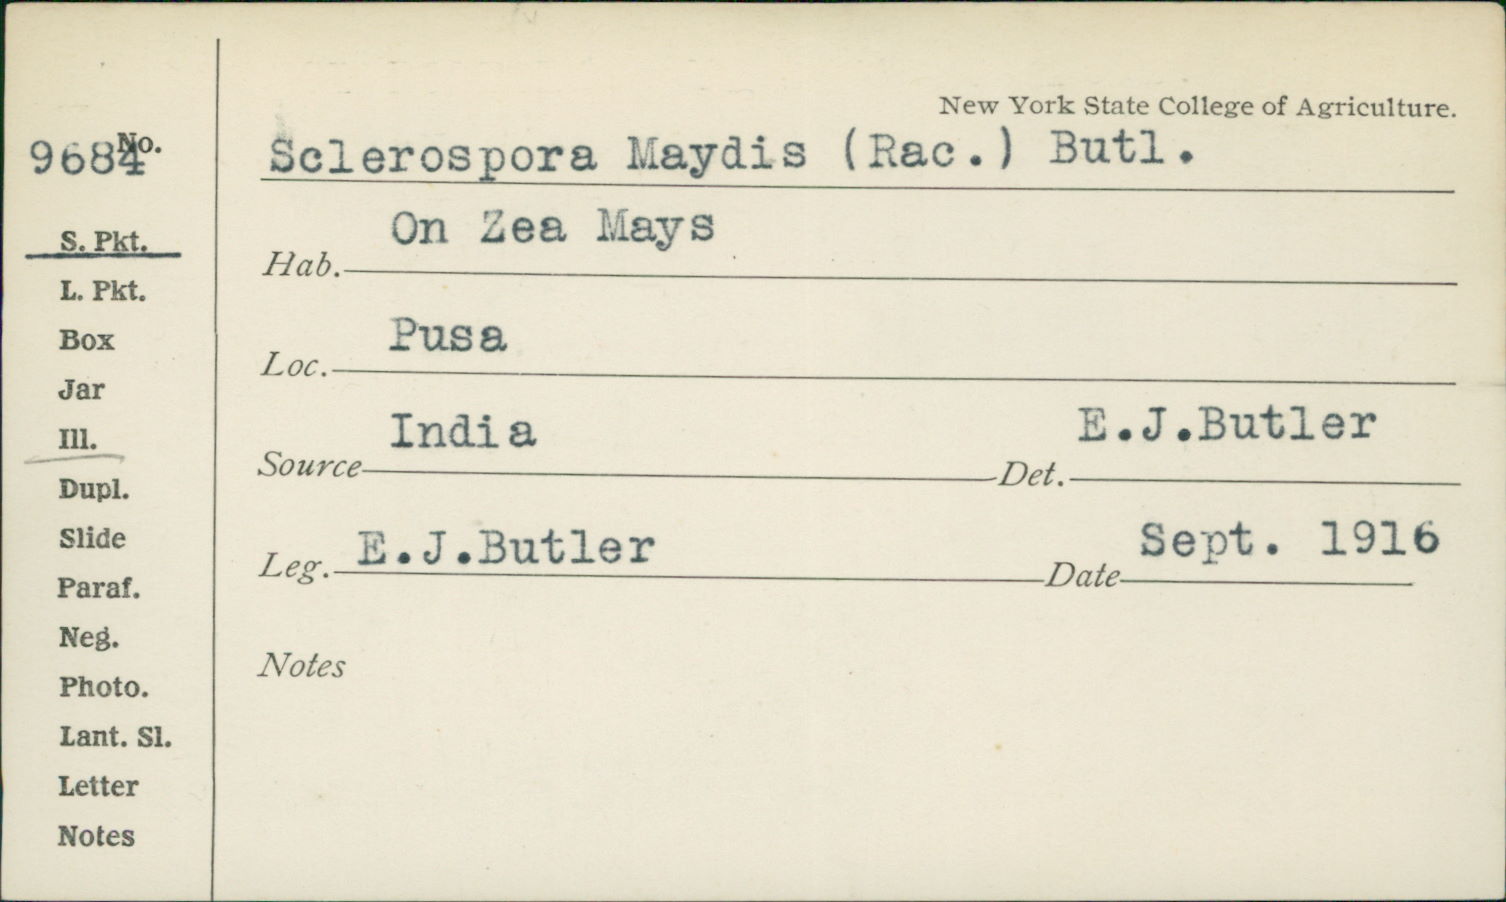 New York State College of Agriculture.
No. 9684
Sclerospora Maydis (Rac.) Butl.
Hab. On Zea Mays
Loc. Pusa
Source India Det. E.J.Butler
Leg. E.J.Butler Date Sept. 1916
Notes
S. Pkt.
L. Pkt.
Box
Jar
Ill.
Dupl.
Slide
Paraf.
Neg.
Photo.
Lant. Sl.
Letter
Notes